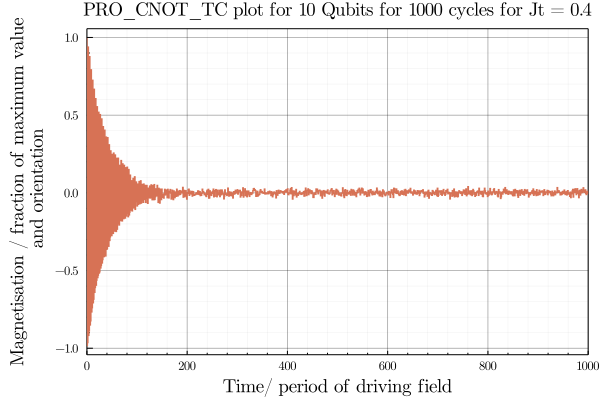 PRO_CNOT_TC plot for 10 Qubits for 1000 cycles for Jt = 0.4
Magnetisation / fraction of maximum value
and orientation
1.0
0.5
0.0
−0.5
−1.0
0 200 400 600 800 1000
Time/ period of driving field